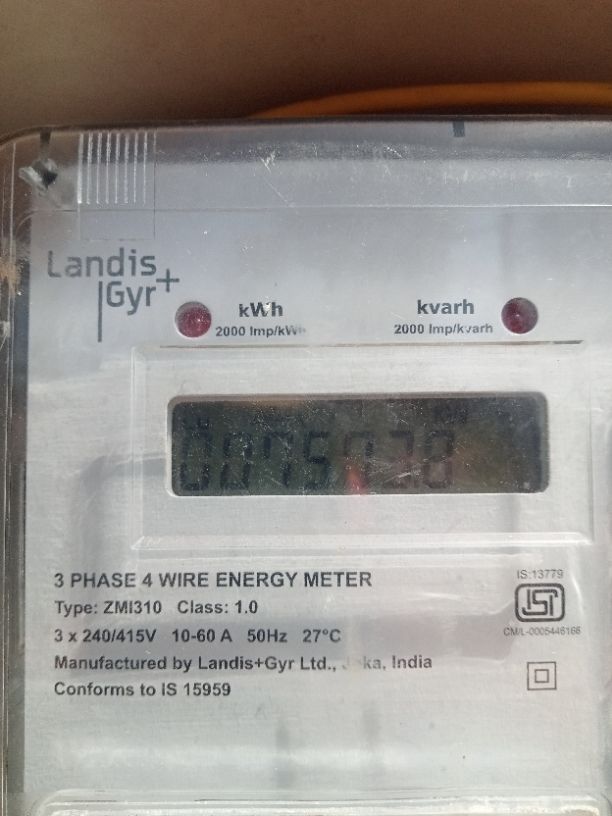 Landis
Gyr+
kWh
2000 Imp/kWh
kvarh
2000 Imp/kvarh
3 PHASE 4 WIRE ENERGY METER
Type: ZMI310 Class: 1.0
3 x 240/415V 10-60 A 50Hz 27°C
Manufactured by Landis+Gyr Ltd., India
Conforms to IS 15959
IS:13779
ISI
CM/L-0005446166